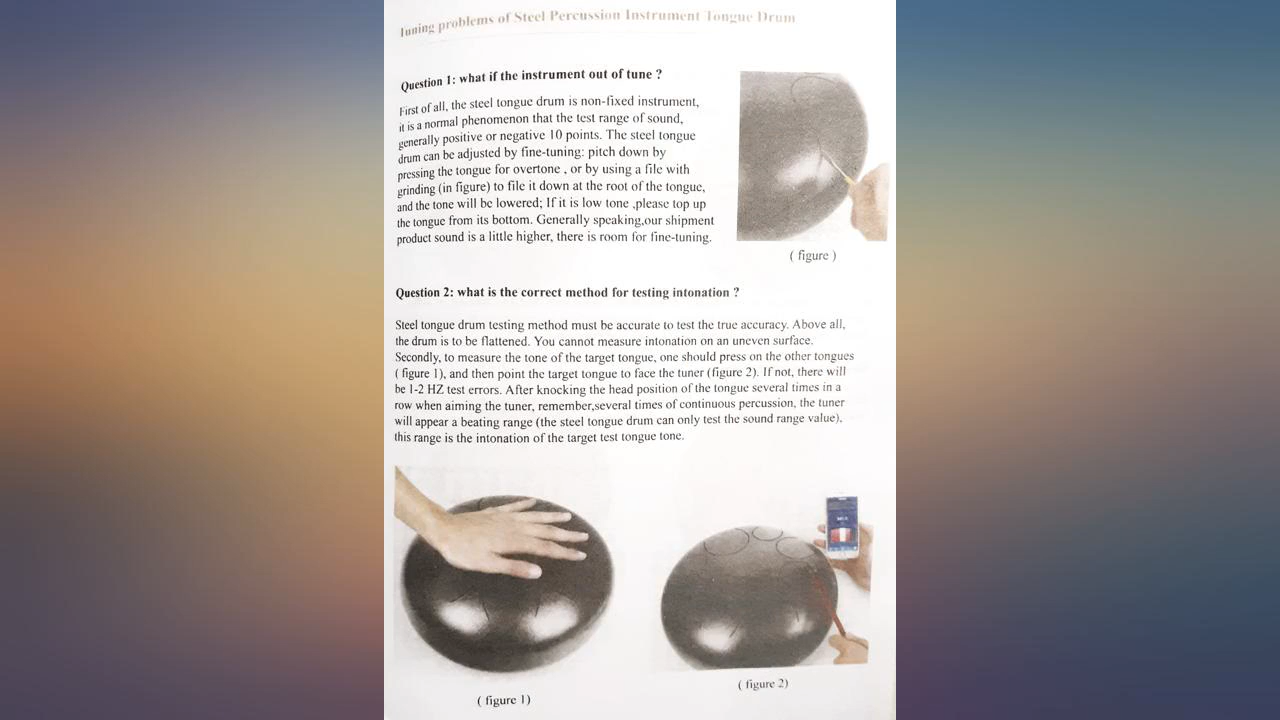 Tuning problems of Steel Percussion Instrument Tongue Drum
Question 1: what if the instrument out of tune ?
First of all, the steel tongue drum is non-fixed instrument,
it is a normal phenomenon that the test range of sound,
generally positive or negative 10 points. The steel tongue
drum can be adjusted by fine-tuning: pitch down by
pressing the tongue for overtone , or by using a file with
grinding (in figure) to file it down at the root of the tongue,
and the tone will be lowered; If it is low tone ,please top up
the tongue from its bottom. Generally speaking,our shipment
product sound is a little higher, there is room for fine-tuning.
( figure )
Question 2: what is the correct method for testing intonation ?
Steel tongue drum testing method must be accurate to test the true accuracy. Above all,
the drum is to be flattened. You cannot measure intonation on an uneven surface.
Secondly, to measure the tone of the target tongue, one should press on the other tongues
( figure 1), and then point the target tongue to face the tuner (figure 2). If not, there will
be 1-2 HZ test errors. After knocking the head position of the tongue several times in a
row when aiming the tuner, remember,several times of continuous percussion, the tuner
will appear a beating range (the steel tongue drum can only test the sound range value),
this range is the intonation of the target test tongue tone.
( figure 1)
( figure 2)